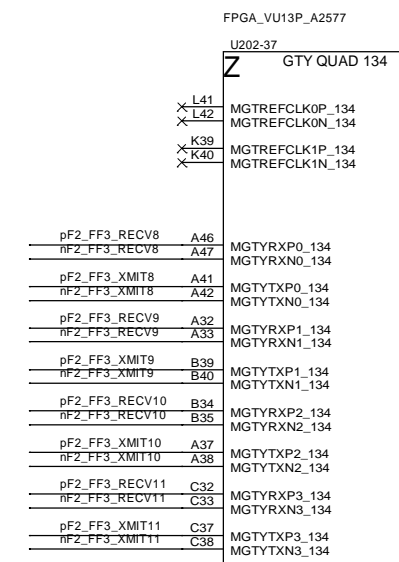 FPGA_VU13P_A2577
U202-37
Z GTY QUAD 134
L41 MGTREFCLK0P_134
L42 MGTREFCLK0N_134
K39 MGTREFCLK1P_134
K40 MGTREFCLK1N_134
pF2_FF3_RECV8 A46 MGTYRXP0_134
nF2_FF3_RECV8 A47 MGTYRXN0_134
pF2_FF3_XMIT8 A41 MGTYTXP0_134
nF2_FF3_XMIT8 A42 MGTYTXN0_134
pF2_FF3_RECV9 A32 MGTYRXP1_134
nF2_FF3_RECV9 A33 MGTYRXN1_134
pF2_FF3_XMIT9 B39 MGTYTXP1_134
nF2_FF3_XMIT9 B40 MGTYTXN1_134
pF2_FF3_RECV10 B34 MGTYRXP2_134
nF2_FF3_RECV10 B35 MGTYRXN2_134
pF2_FF3_XMIT10 A37 MGTYTXP2_134
nF2_FF3_XMIT10 A38 MGTYTXN2_134
pF2_FF3_RECV11 C32 MGTYRXP3_134
nF2_FF3_RECV11 C33 MGTYRXN3_134
pF2_FF3_XMIT11 C37 MGTYTXP3_134
nF2_FF3_XMIT11 C38 MGTYTXN3_134